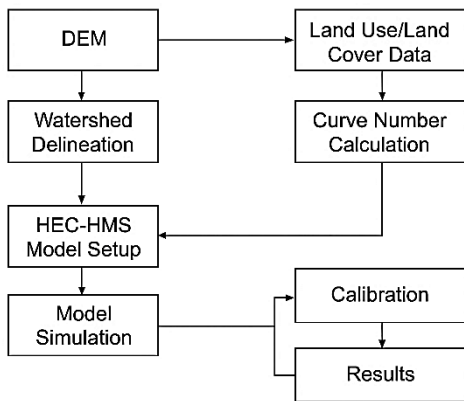 DEM
Land Use/Land
Cover Data
Watershed
Delineation
Curve Number
Calculation
HEC-HMS
Model Setup
Model
Simulation
Calibration
Results